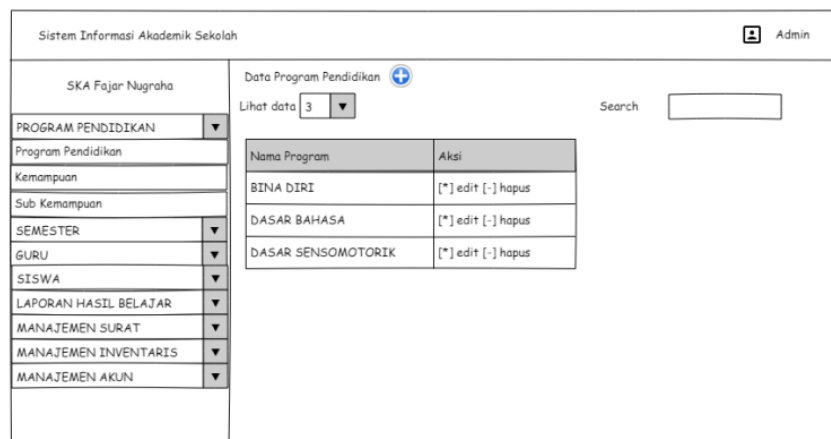 Sistem Informasi Akademik Sekolah
Admin
SKA Fajar Nugraha
PROGRAM PENDIDIKAN
Program Pendidikan
Kemampuan
Sub Kemampuan
SEMESTER
GURU
SISWA
LAPORAN HASIL BELAJAR
MANAJEMEN SURAT
MANAJEMEN INVENTARIS
MANAJEMEN AKUN
Data Program Pendidikan
Lihat data 3
Search
Nama Program Aksi
BINA DIRI [*] edit [-] hapus
DASAR BAHASA [*] edit [-] hapus
DASAR SENSOMOTORIK [*] edit [-] hapus